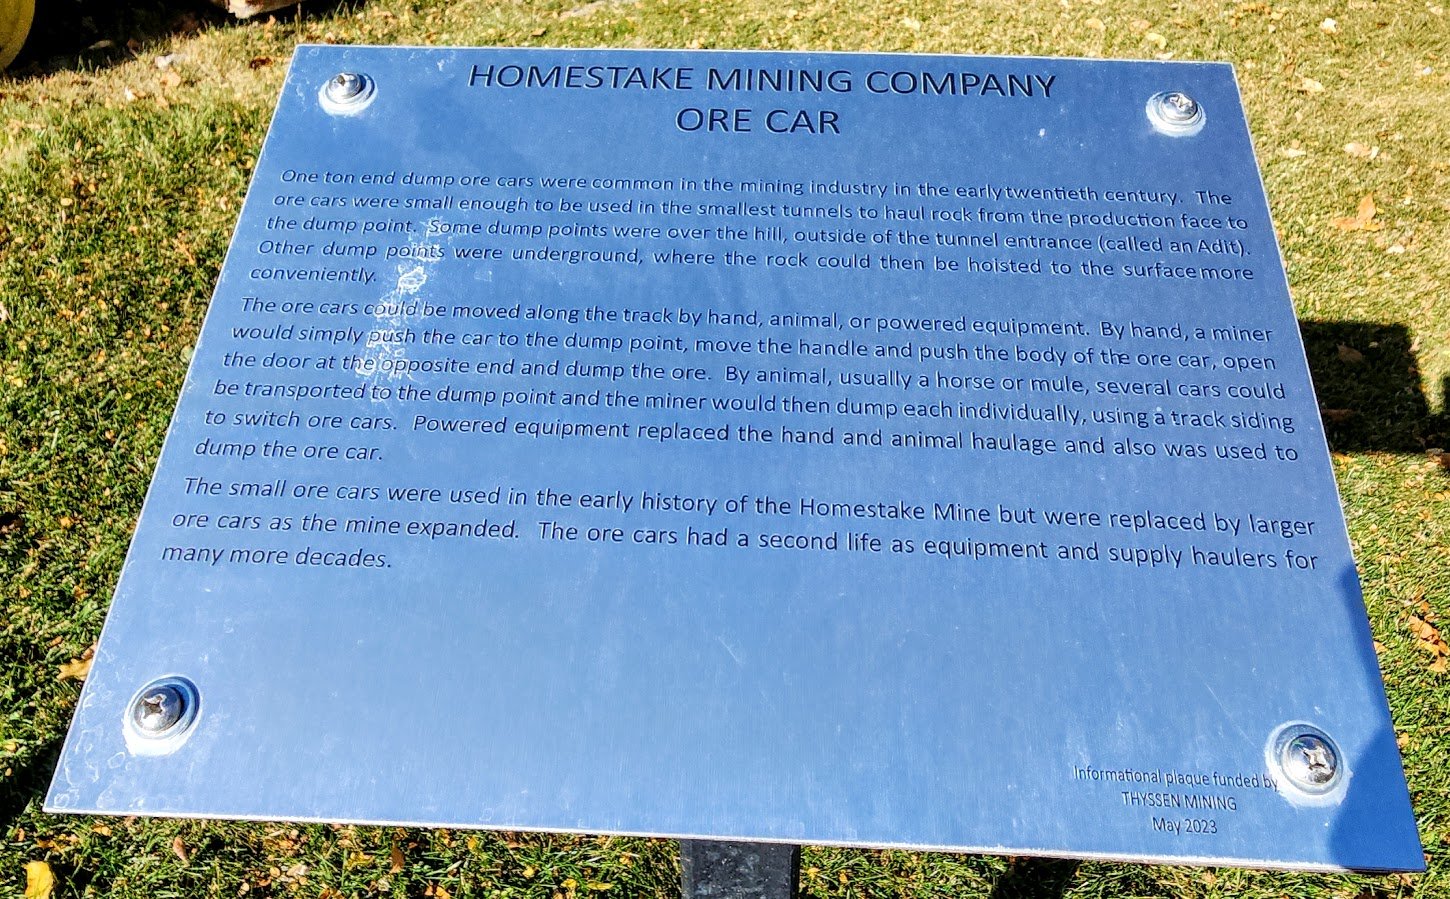 HOMESTAKE MINING COMPANY
ORE CAR
One ton end dump ore cars were common in the mining industry in the early twentieth century. The
ore cars were small enough to be used in the smallest tunnels to haul rock from the production face to
the dump point. Some dump points were over the hill, outside of the tunnel entrance (called an Adit).
Other dump points were underground, where the rock could then be hoisted to the surface more
conveniently.
The ore cars could be moved along the track by hand, animal, or powered equipment. By hand, a miner
would simply push the car to the dump point, move the handle and push the body of the ore car, open
the door at the opposite end and dump the ore. By animal, usually a horse or mule, several cars could
be transported to the dump point and the miner would then dump each individually, using a track siding
to switch ore cars. Powered equipment replaced the hand and animal haulage and also was used to
dump the ore car.
The small ore cars were used in the early history of the Homestake Mine but were replaced by larger
ore cars as the mine expanded. The ore cars had a second life as equipment and supply haulers for
many more decades.
Informational plaque funded by
THYSSEN MINING
May 2023